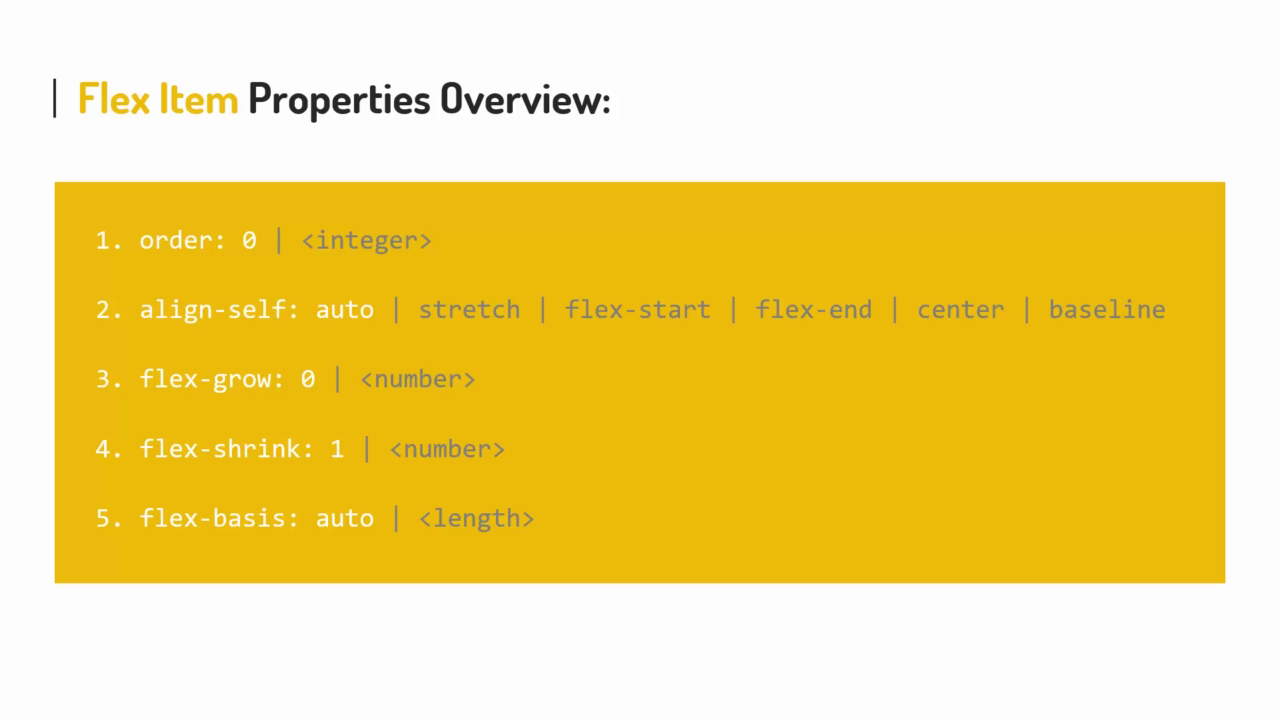 Flex Item Properties Overview:
1. order: 0 | <integer>
2. align-self: auto | stretch | flex-start | flex-end | center | baseline
3. flex-grow: 0 | <number>
4. flex-shrink: 1 | <number>
5. flex-basis: auto | <length>